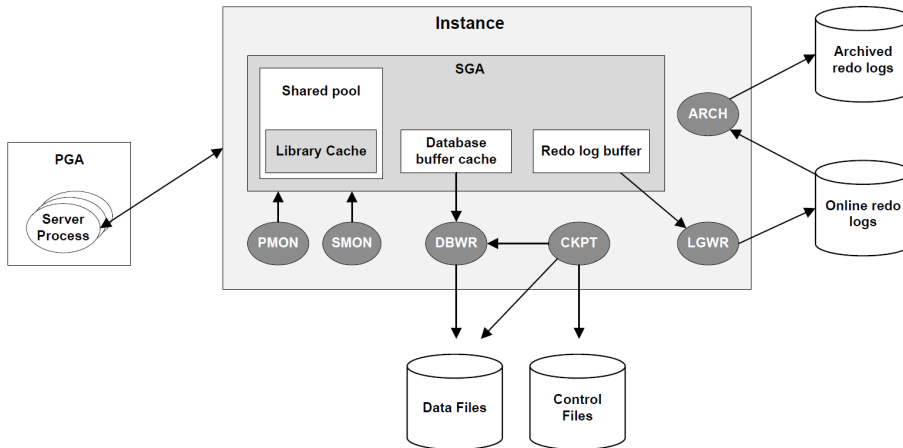 Instance
SGA
Shared pool
Library Cache
Database
buffer cache
Redo log buffer
ARCH
Archived
redo logs
PGA
Server
Process
PMON
SMON
DBWR
CKPT
LGWR
Online redo
logs
Data Files
Control
Files